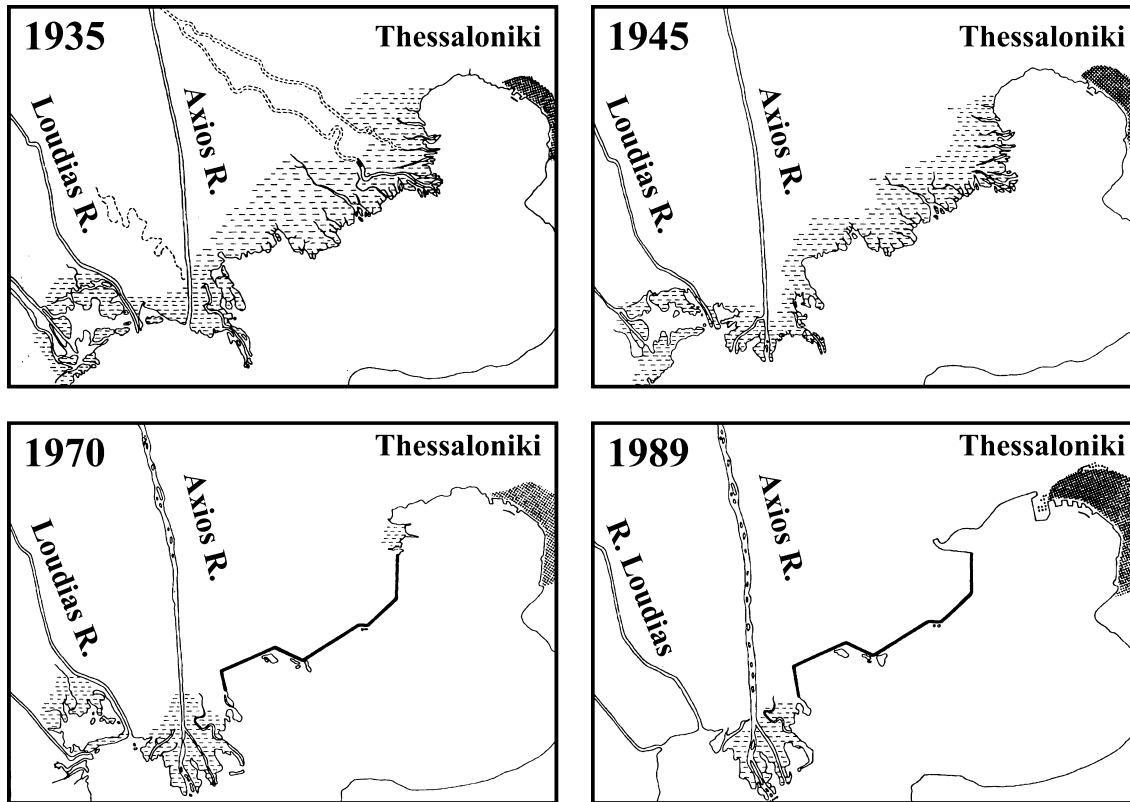 1935
Thessaloniki
Loudias R.
Axios R.
1945
Thessaloniki
Loudias R.
Axios R.
1970
Thessaloniki
Loudias R.
Axios R.
1989
Thessaloniki
R. Loudias
Axios R.